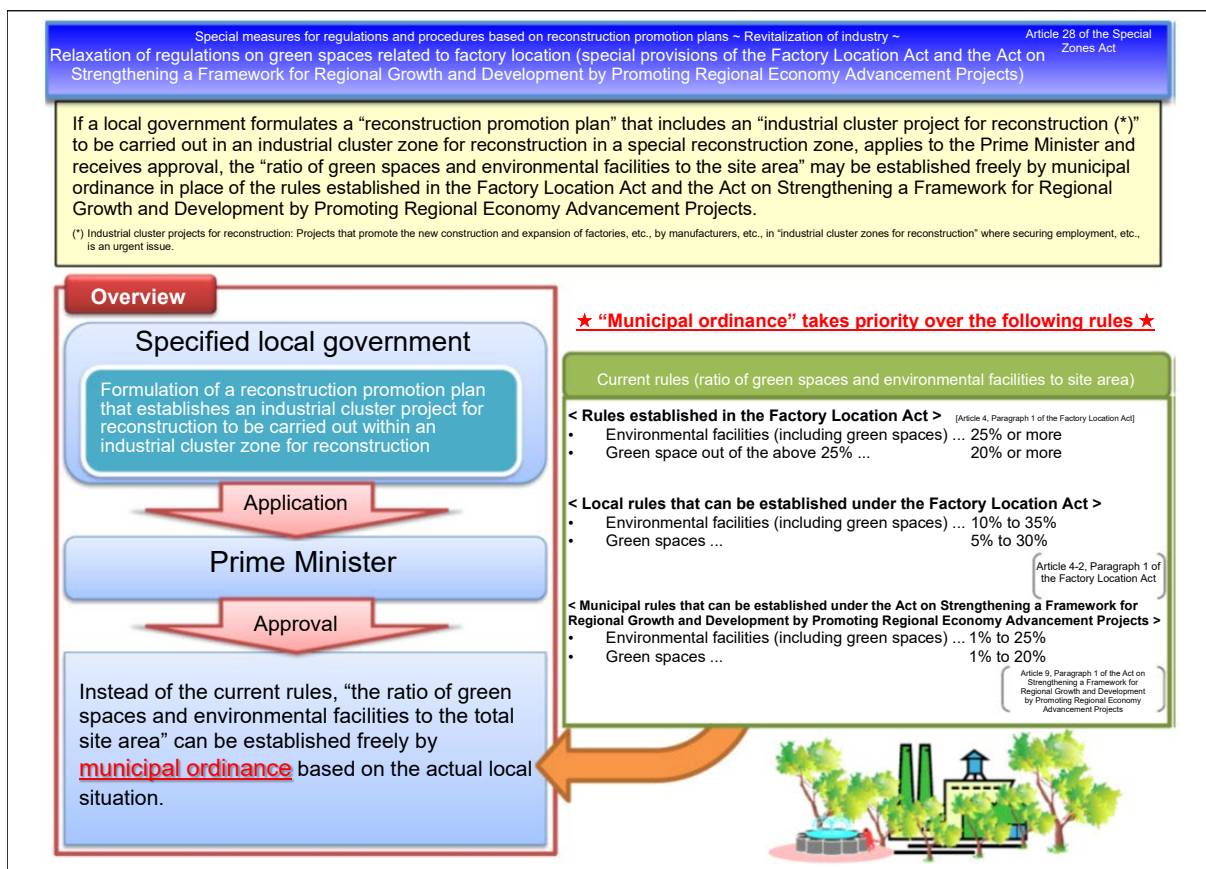 Special measures for regulations and procedures based on reconstruction promotion plans ~ Revitalization of industry ~
Article 28 of the Special
Zones Act
Relaxation of regulations on green spaces related to factory location (special provisions of the Factory Location Act and the Act on
Strengthening a Framework for Regional Growth and Development by Promoting Regional Economy Advancement Projects)
If a local government formulates a “reconstruction promotion plan” that includes an “industrial cluster project for reconstruction (*)”
to be carried out in an industrial cluster zone for reconstruction in a special reconstruction zone, applies to the Prime Minister and
receives approval, the “ratio of green spaces and environmental facilities to the site area” may be established freely by municipal
ordinance in place of the rules established in the Factory Location Act and the Act on Strengthening a Framework for Regional
Growth and Development by Promoting Regional Economy Advancement Projects.
(*) Industrial cluster projects for reconstruction: Projects that promote the new construction and expansion of factories, etc., by manufacturers, etc., in “industrial cluster zones for reconstruction” where securing employment, etc.,
is an urgent issue.
Overview
Specified local government
Formulation of a reconstruction promotion plan
that establishes an industrial cluster project for
reconstruction to be carried out within an
industrial cluster zone for reconstruction
Application
Prime Minister
Approval
Instead of the current rules, “the ratio of green
spaces and environmental facilities to the total
site area” can be established freely by
municipal ordinance based on the actual local
situation.
★ “Municipal ordinance” takes priority over the following rules ★
Current rules (ratio of green spaces and environmental facilities to site area)
< Rules established in the Factory Location Act > [Article 4, Paragraph 1 of the Factory Location Act]
• Environmental facilities (including green spaces) ... 25% or more
• Green space out of the above 25% ... 20% or more
< Local rules that can be established under the Factory Location Act >
• Environmental facilities (including green spaces) ... 10% to 35%
• Green spaces ... 5% to 30%
Article 4-2, Paragraph 1 of
the Factory Location Act
< Municipal rules that can be established under the Act on Strengthening a Framework for
Regional Growth and Development by Promoting Regional Economy Advancement Projects >
• Environmental facilities (including green spaces) ... 1% to 25%
• Green spaces ... 1% to 20%
Article 9, Paragraph 1 of the Act on
Strengthening a Framework for
Regional Growth and Development
by Promoting Regional Economy
Advancement Projects